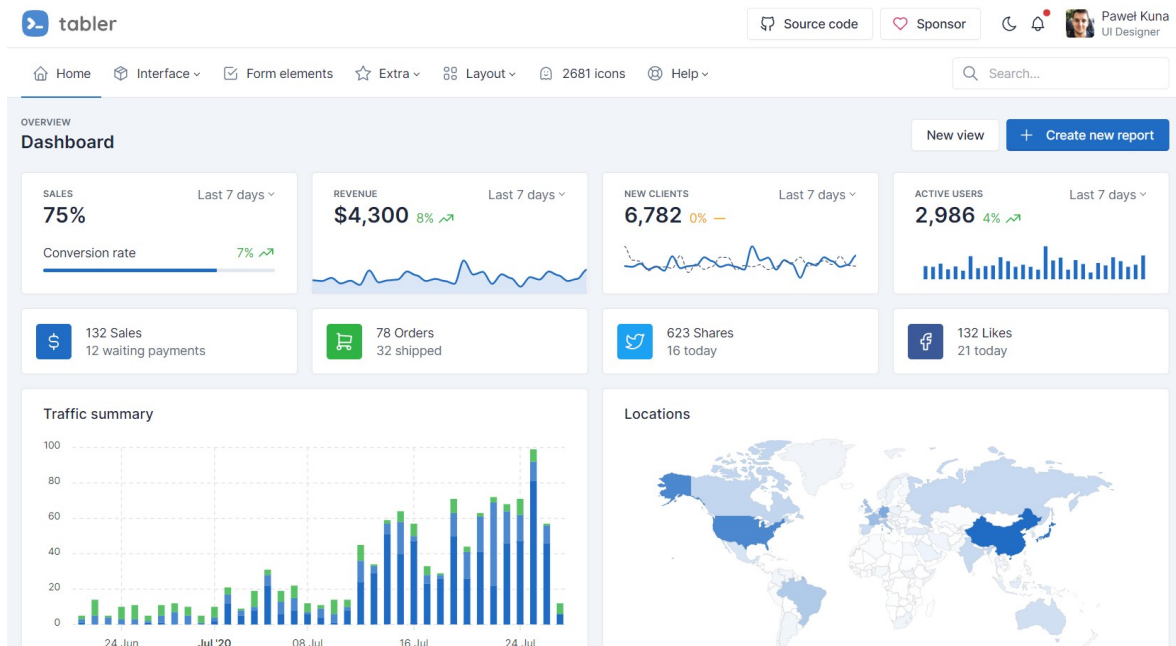 tabler
Source code
Sponsor
Paweł Kuna
UI Designer
Home
Interface
Form elements
Extra
Layout
2681 icons
Help
Search...
OVERVIEW
Dashboard
New view
Create new report
SALES
Last 7 days
75%
Conversion rate
7%
REVENUE
Last 7 days
$4,300 8%
NEW CLIENTS
Last 7 days
6,782 0%
ACTIVE USERS
Last 7 days
2,986 4%
132 Sales
12 waiting payments
78 Orders
32 shipped
623 Shares
16 today
132 Likes
21 today
Traffic summary
100
80
60
40
20
0
24 Jun
Jul '20
08 Jul
16 Jul
24 Jul
Locations